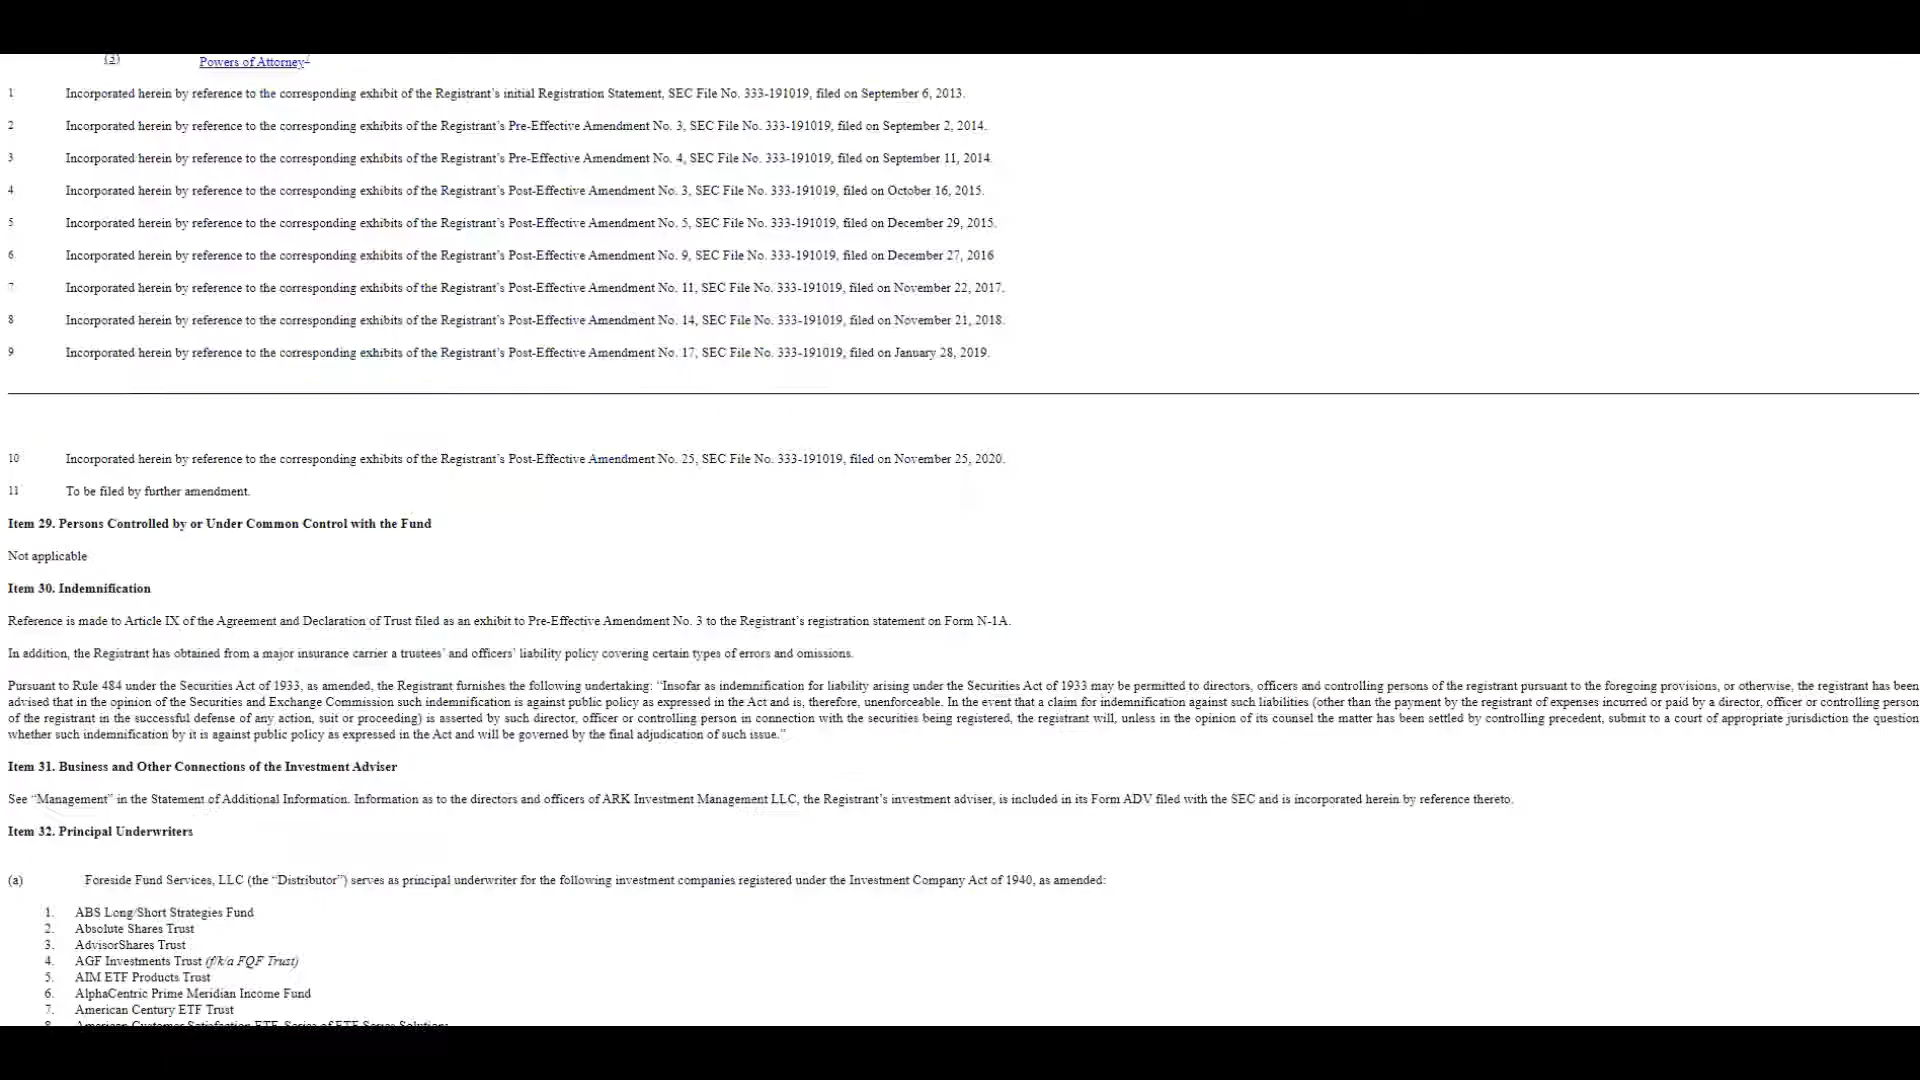 (3) Powers of Attorney
1 Incorporated herein by reference to the corresponding exhibit of the Registrant's initial Registration Statement, SEC File No. 333-191019, filed on September 6, 2013.
2 Incorporated herein by reference to the corresponding exhibits of the Registrant's Pre-Effective Amendment No. 3, SEC File No. 333-191019, filed on September 2, 2014.
3 Incorporated herein by reference to the corresponding exhibits of the Registrant's Pre-Effective Amendment No. 4, SEC File No. 333-191019, filed on September 11, 2014.
4 Incorporated herein by reference to the corresponding exhibits of the Registrant's Post-Effective Amendment No. 3, SEC File No. 333-191019, filed on October 16, 2015.
5 Incorporated herein by reference to the corresponding exhibits of the Registrant's Post-Effective Amendment No. 5, SEC File No. 333-191019, filed on December 29, 2015.
6 Incorporated herein by reference to the corresponding exhibits of the Registrant's Post-Effective Amendment No. 9, SEC File No. 333-191019, filed on December 27, 2016
7 Incorporated herein by reference to the corresponding exhibits of the Registrant's Post-Effective Amendment No. 11, SEC File No. 333-191019, filed on November 22, 2017.
8 Incorporated herein by reference to the corresponding exhibits of the Registrant's Post-Effective Amendment No. 14, SEC File No. 333-191019, filed on November 21, 2018.
9 Incorporated herein by reference to the corresponding exhibits of the Registrant's Post-Effective Amendment No. 17, SEC File No. 333-191019, filed on January 28, 2019.
10 Incorporated herein by reference to the corresponding exhibits of the Registrant's Post-Effective Amendment No. 25, SEC File No. 333-191019, filed on November 25, 2020.
11 To be filed by further amendment.
Item 29. Persons Controlled by or Under Common Control with the Fund
Not applicable
Item 30. Indemnification
Reference is made to Article IX of the Agreement and Declaration of Trust filed as an exhibit to Pre-Effective Amendment No. 3 to the Registrant's registration statement on Form N-1A.
In addition, the Registrant has obtained from a major insurance carrier a trustees' and officers' liability policy covering certain types of errors and omissions.
Pursuant to Rule 484 under the Securities Act of 1933, as amended, the Registrant furnishes the following undertaking: "Insofar as indemnification for liability arising under the Securities Act of 1933 may be permitted to directors, officers and controlling persons of the registrant pursuant to the foregoing provisions, or otherwise, the registrant has been
advised that in the opinion of the Securities and Exchange Commission such indemnification is against public policy as expressed in the Act and is, therefore, unenforceable. In the event that a claim for indemnification against such liabilities (other than the payment by the registrant of expenses incurred or paid by a director, officer or controlling person
of the registrant in the successful defense of any action, suit or proceeding) is asserted by such director, officer or controlling person in connection with the securities being registered, the registrant will, unless in the opinion of its counsel the matter has been settled by controlling precedent, submit to a court of appropriate jurisdiction the question
whether such indemnification by it is against public policy as expressed in the Act and will be governed by the final adjudication of such issue."
Item 31. Business and Other Connections of the Investment Adviser
See "Management" in the Statement of Additional Information. Information as to the directors and officers of ARK Investment Management LLC, the Registrant's investment adviser, is included in its Form ADV filed with the SEC and is incorporated herein by reference thereto.
Item 32. Principal Underwriters
(a) Foreside Fund Services, LLC (the "Distributor") serves as principal underwriter for the following investment companies registered under the Investment Company Act of 1940, as amended:
1. ABS Long/Short Strategies Fund
2. Absolute Shares Trust
3. AdvisorShares Trust
4. AGF Investments Trust (f/k/a FQF Trust)
5. AIM ETF Products Trust
6. AlphaCentric Prime Meridian Income Fund
7. American Century ETF Trust
8. American Customer Satisfaction ETF, Series of ETF Series Solutions